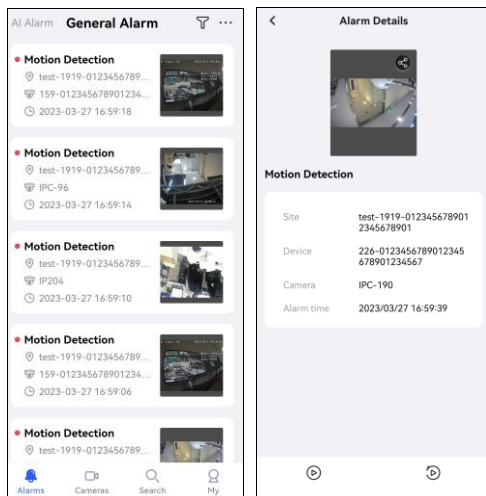 AI Alarm General Alarm
Motion Detection
test-1919-0123456789...
159-012345678901234...
2023-03-27 16:59:18
Motion Detection
test-1919-0123456789...
IPC-96
2023-03-27 16:59:14
Motion Detection
test-1919-0123456789...
IP204
2023-03-27 16:59:10
Motion Detection
test-1919-0123456789...
159-012345678901234...
2023-03-27 16:59:06
Motion Detection
test-1919-0123456789...
Alarms Cameras Search My
Alarm Details
Motion Detection
Site test-1919-012345678901
2345678901
Device 226-0123456789012345
678901234567
Camera IPC-190
Alarm time 2023/03/27 16:59:39